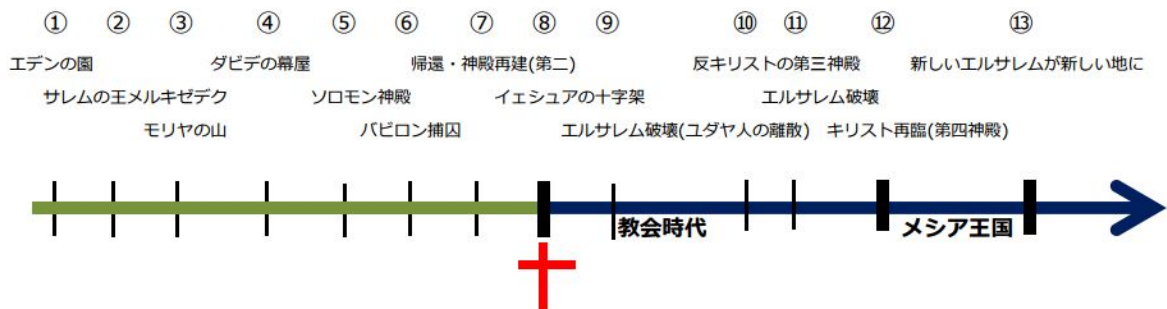 ① ② ③ ④ ⑤ ⑥ ⑦ ⑧ ⑨ ⑩ ⑪ ⑫ ⑬
エデンの園 ダビデの幕屋 帰還・神殿再建(第二) 反キリストの第三神殿 新しいエルサレムが新しい地に
サレムの王メルキゼデク ソロモン神殿 イェシュアの十字架 エルサレム破壊
モリヤの山 バビロン捕囚 エルサレム破壊(ユダヤ人の離散) キリスト再臨(第四神殿)
教会時代 メシア王国